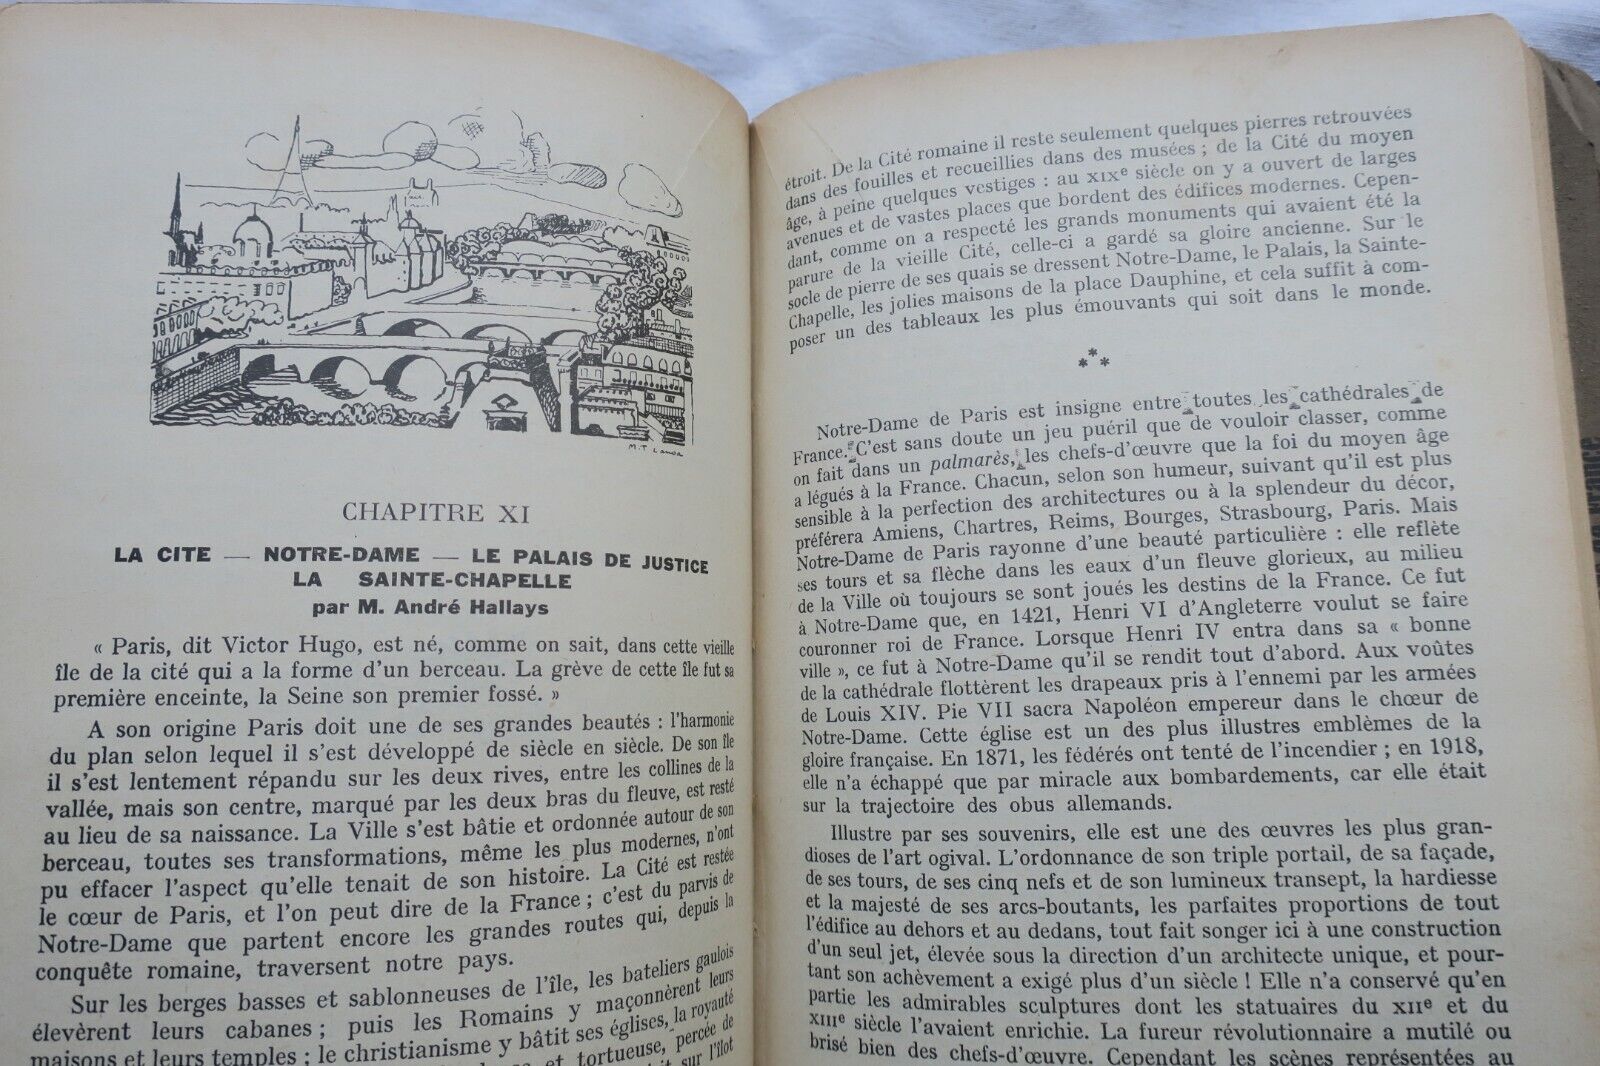 M.T Lanoa
CHAPITRE XI
LA CITE — NOTRE-DAME — LE PALAIS DE JUSTICE
LA SAINTE-CHAPELLE
par M. André Hallays
« Paris, dit Victor Hugo, est né, comme on sait, dans cette vieille
île de la cité qui a la forme d'un berceau. La grève de cette île fut sa
première enceinte, la Seine son premier fossé. »
A son origine Paris doit une de ses grandes beautés : l'harmonie
du plan selon lequel il s'est développé de siècle en siècle. De son île
il s'est lentement répandu sur les deux rives, entre les collines de la
vallée, mais son centre, marqué par les deux bras du fleuve, est resté
au lieu de sa naissance. La Ville s'est bâtie et ordonnée autour de son
berceau, toutes ses transformations, même les plus modernes, n'ont
pu effacer l'aspect qu'elle tenait de son histoire. La Cité est restée
le cœur de Paris, et l'on peut dire de la France ; c'est du parvis de
Notre-Dame que partent encore les grandes routes qui, depuis la
conquête romaine, traversent notre pays.
Sur les berges basses et sablonneuses de l'île, les bateliers gaulois
élevèrent leurs cabanes ; puis les Romains y maçonnèrent leurs
maisons et leurs temples ; le christianisme y bâtit ses églises, la royauté
et tortueuse, percée de
sur l'îlot
étroit. De la Cité romaine il reste seulement quelques pierres retrouvées
dans des fouilles et recueillies dans des musées ; de la Cité du moyen
âge, à peine quelques vestiges : au XIXe siècle on y a ouvert de larges
avenues et de vastes places que bordent des édifices modernes. Cepen-
dant, comme on a respecté les grands monuments qui avaient été la
parure de la vieille Cité, celle-ci a gardé sa gloire ancienne. Sur le
socle de pierre de ses quais se dressent Notre-Dame, le Palais, la Sainte-
Chapelle, les jolies maisons de la place Dauphine, et cela suffit à com-
poser un des tableaux les plus émouvants qui soit dans le monde.
***
Notre-Dame de Paris est insigne entre toutes les cathédrales de
France. C'est sans doute un jeu puéril que de vouloir classer, comme
on fait dans un palmarès, les chefs-d'œuvre que la foi du moyen âge
a légués à la France. Chacun, selon son humeur, suivant qu'il est plus
sensible à la perfection des architectures ou à la splendeur du décor,
préférera Amiens, Chartres, Reims, Bourges, Strasbourg, Paris. Mais
Notre-Dame de Paris rayonne d'une beauté particulière : elle reflète
ses tours et sa flèche dans les eaux d'un fleuve glorieux, au milieu
de la Ville où toujours se sont joués les destins de la France. Ce fut
à Notre-Dame que, en 1421, Henri VI d'Angleterre voulut se faire
couronner roi de France. Lorsque Henri IV entra dans sa « bonne
ville », ce fut à Notre-Dame qu'il se rendit tout d'abord. Aux voûtes
de la cathédrale flottèrent les drapeaux pris à l'ennemi par les armées
de Louis XIV. Pie VII sacra Napoléon empereur dans le chœur de
Notre-Dame. Cette église est un des plus illustres emblèmes de la
gloire française. En 1871, les fédérés ont tenté de l'incendier ; en 1918,
elle n'a échappé que par miracle aux bombardements, car elle était
sur la trajectoire des obus allemands.
Illustre par ses souvenirs, elle est une des œuvres les plus gran-
dioses de l'art ogival. L'ordonnance de son triple portail, de sa façade,
de ses tours, de ses cinq nefs et de son lumineux transept, la hardiesse
et la majesté de ses arcs-boutants, les parfaites proportions de tout
l'édifice au dehors et au dedans, tout fait songer ici à une construction
d'un seul jet, élevée sous la direction d'un architecte unique, et pour-
tant son achèvement a exigé plus d'un siècle ! Elle n'a conservé qu'en
partie les admirables sculptures dont les statuaires du XIIe et du
XIIIe siècle l'avaient enrichie. La fureur révolutionnaire a mutilé ou
brisé bien des chefs-d'œuvre. Cependant les scènes représentées au